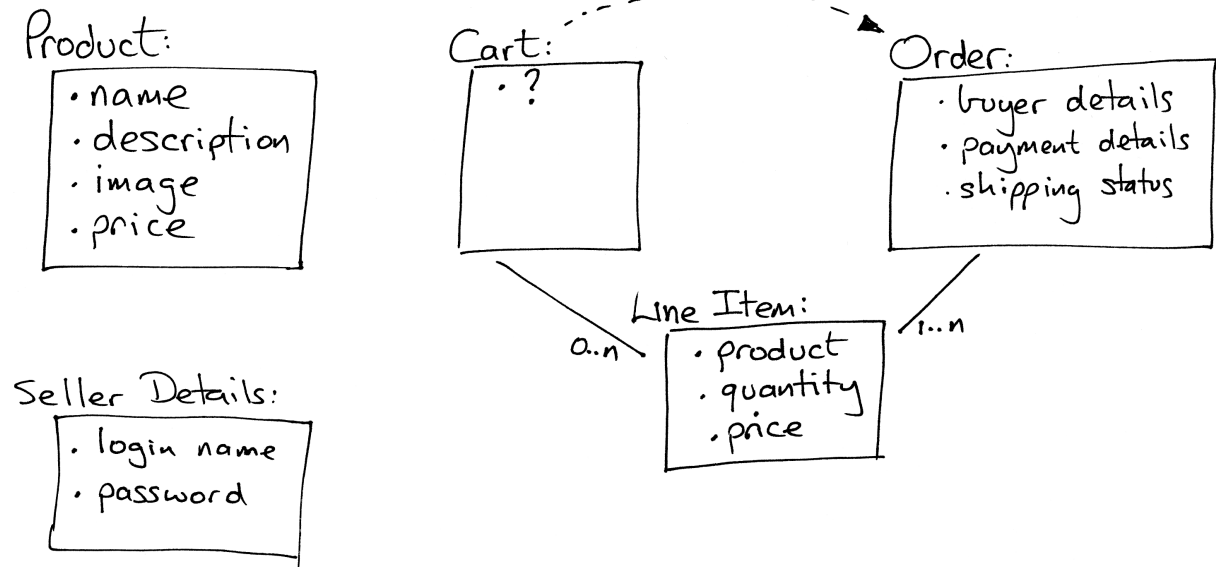 Product:
• name
• description
• image
• price
Cart:
• ?
Order:
• buyer details
• payment details
• shipping status
Line Item:
0..n
1..n
• product
• quantity
• price
Seller Details:
• login name
• password